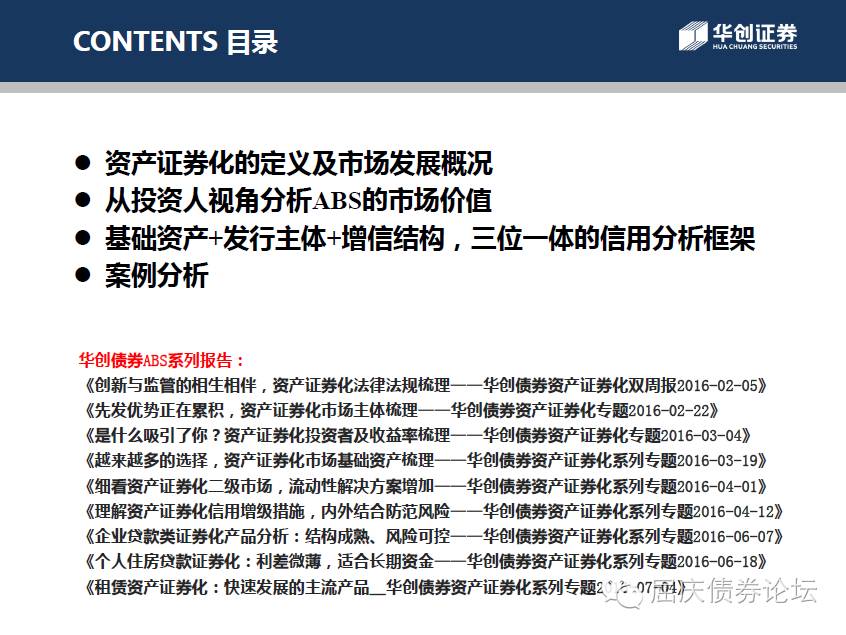 CONTENTS 目录
华创证券
HUA CHUANG SECURITIES
● 资产证券化的定义及市场发展概况
● 从投资人视角分析ABS的市场价值
● 基础资产+发行主体+增信结构，三位一体的信用分析框架
● 案例分析
华创债券ABS系列报告：
《创新与监管的相生相伴，资产证券化法律法规梳理——华创债券资产证券化双周报2016-02-05》
《先发优势正在累积，资产证券化市场主体梳理——华创债券资产证券化专题2016-02-22》
《是什么吸引了你？资产证券化投资者及收益率梳理——华创债券资产证券化专题2016-03-04》
《越来越多的选择，资产证券化市场基础资产梳理——华创债券资产证券化系列专题2016-03-19》
《细看资产证券化二级市场，流动性解决方案增加——华创债券资产证券化系列专题2016-04-01》
《理解资产证券化信用增级措施，内外结合防范风险——华创债券资产证券化系列专题2016-04-12》
《企业贷款类证券化产品分析：结构成熟、风险可控——华创债券资产证券化系列专题2016-06-07》
《个人住房贷款证券化：利差微薄，适合长期资金——华创债券资产证券化系列专题2016-06-18》
《租赁资产证券化：快速发展的主流产品__华创债券资产证券化系列专题2016-07-04》
屈庆债券论坛